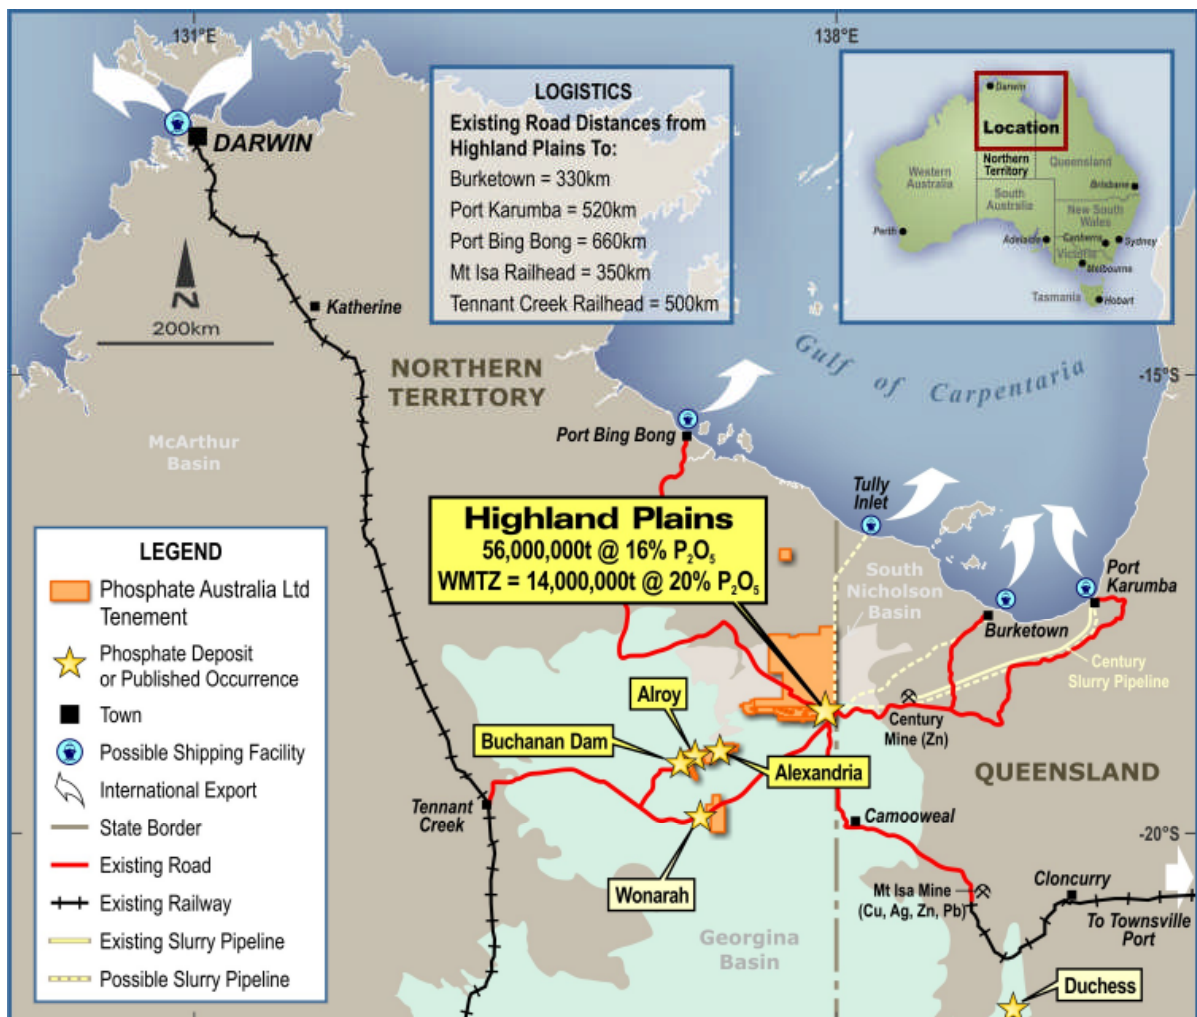 131°E
138°E
DARWIN
LOGISTICS
Existing Road Distances from
Highland Plains To:
Burketown = 330km
Port Karumba = 520km
Port Bing Bong = 660km
Mt Isa Railhead = 350km
Tennant Creek Railhead = 500km
Darwin
Location
Northern
Territory
Western
Australia
Queensland
South
Australia
Brisbane
New South
Wales
Perth
Adelaide
Canberra
Sydney
Victoria
Melbourne
Tasmania
Hobart
N
200km
Katherine
NORTHERN
TERRITORY
Gulf of Carpentaria
-15°S
McArthur
Basin
Port Bing Bong
Tully
Inlet
Highland Plains
56,000,000t @ 16% P₂O₅
WMTZ = 14,000,000t @ 20% P₂O₅
South
Nicholson
Basin
Port
Karumba
Burketown
Century
Slurry Pipeline
Century
Mine (Zn)
LEGEND
Phosphate Australia Ltd
Tenement
Phosphate Deposit
or Published Occurrence
Town
Possible Shipping Facility
International Export
State Border
Existing Road
Existing Railway
Existing Slurry Pipeline
Possible Slurry Pipeline
Alroy
Buchanan Dam
Alexandria
QUEENSLAND
Tennant
Creek
Camooweal
-20°S
Wonarah
Mt Isa Mine
(Cu, Ag, Zn, Pb)
Cloncurry
To Townsville
Port
Georgina
Basin
Duchess